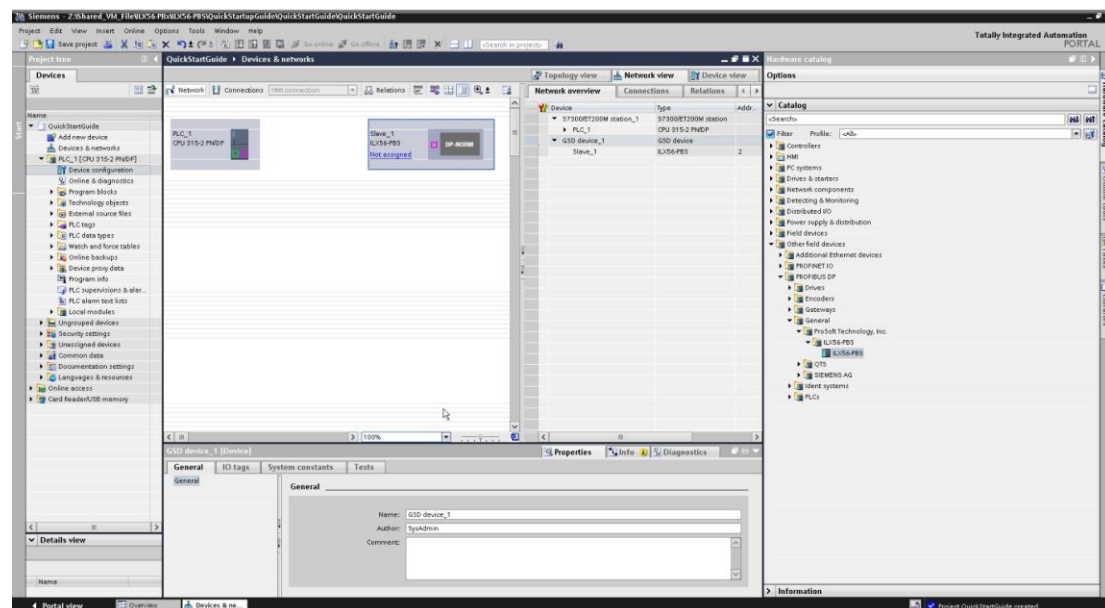 Siemens - Z:\Shared_VM_File\ILX56-PBx\ILX56-PBS\QuickStartupGuide\QuickStartGuide\QuickStartGuide
Project Edit View Insert Online Options Tools Window Help
Totally Integrated Automation
PORTAL
Save project
Go online
Go offline
<Search in project>
Project tree
QuickStartGuide
Devices & networks
Hardware catalog
Devices
Topology view
Network view
Device view
Options
Network
Connections
HMI connection
Relations
Network overview
Connections
Relations
Name
QuickStartGuide
Add new device
Devices & networks
PLC_1 [CPU 315-2 PN/DP]
Device configuration
Online & diagnostics
Program blocks
Technology objects
External source files
PLC tags
PLC data types
Watch and force tables
Online backups
Device proxy data
Program info
PLC supervisions & alar...
PLC alarm text lists
Local modules
Ungrouped devices
Security settings
Unassigned devices
Common data
Documentation settings
Languages & resources
Online access
Card Reader/USB memory
Start
PLC_1
CPU 315-2 PN/DP
Slave_1
ILX56-PBS
DP-NORM
Not assigned
Device Type Addr...
S7300/ET200M station_1 S7300/ET200M station
PLC_1 CPU 315-2 PN/DP
GSD device_1 GSD device
Slave_1 ILX56-PBS 2
100%
Catalog
<Search>
Filter Profile: <All>
Controllers
HMI
PC systems
Drives & starters
Network components
Detecting & Monitoring
Distributed I/O
Power supply & distribution
Field devices
Other field devices
Additional Ethernet devices
PROFINET IO
PROFIBUS DP
Drives
Encoders
Gateways
General
ProSoft Technology, Inc.
ILX56-PBS
ILX56-PBS
QTS
SIEMENS AG
Ident systems
PLCs
GSD device_1 [Device]
Properties
Info
Diagnostics
General IO tags System constants Texts
General
General
Name: GSD device_1
Author: SysAdmin
Comment:
Details view
Name
Information
Portal view
Overview
Devices & ne...
Project QuickStartGuide created.